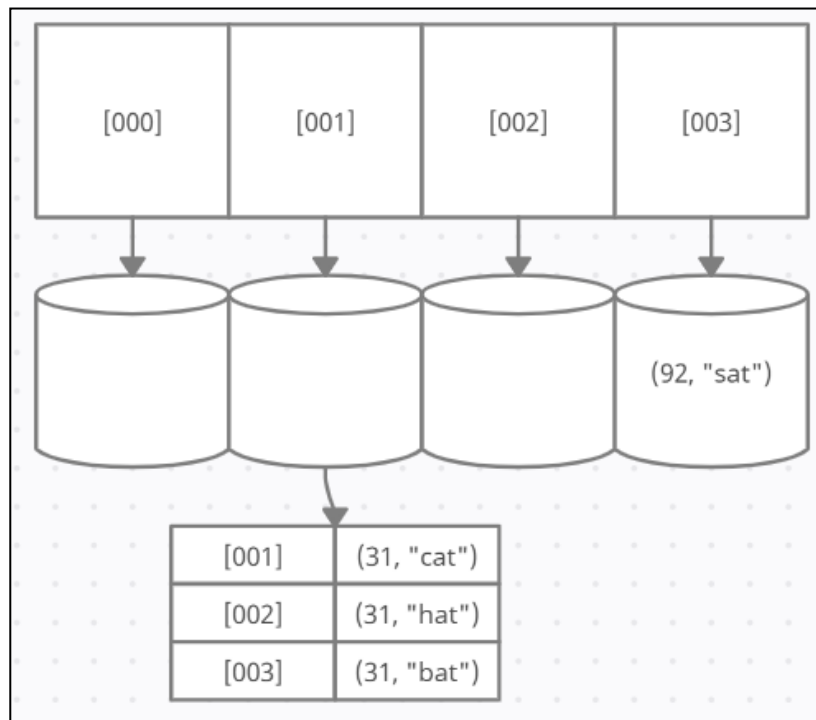 [000] [001] [002] [003]
(92, "sat")
[001] (31, "cat")
[002] (31, "hat")
[003] (31, "bat")